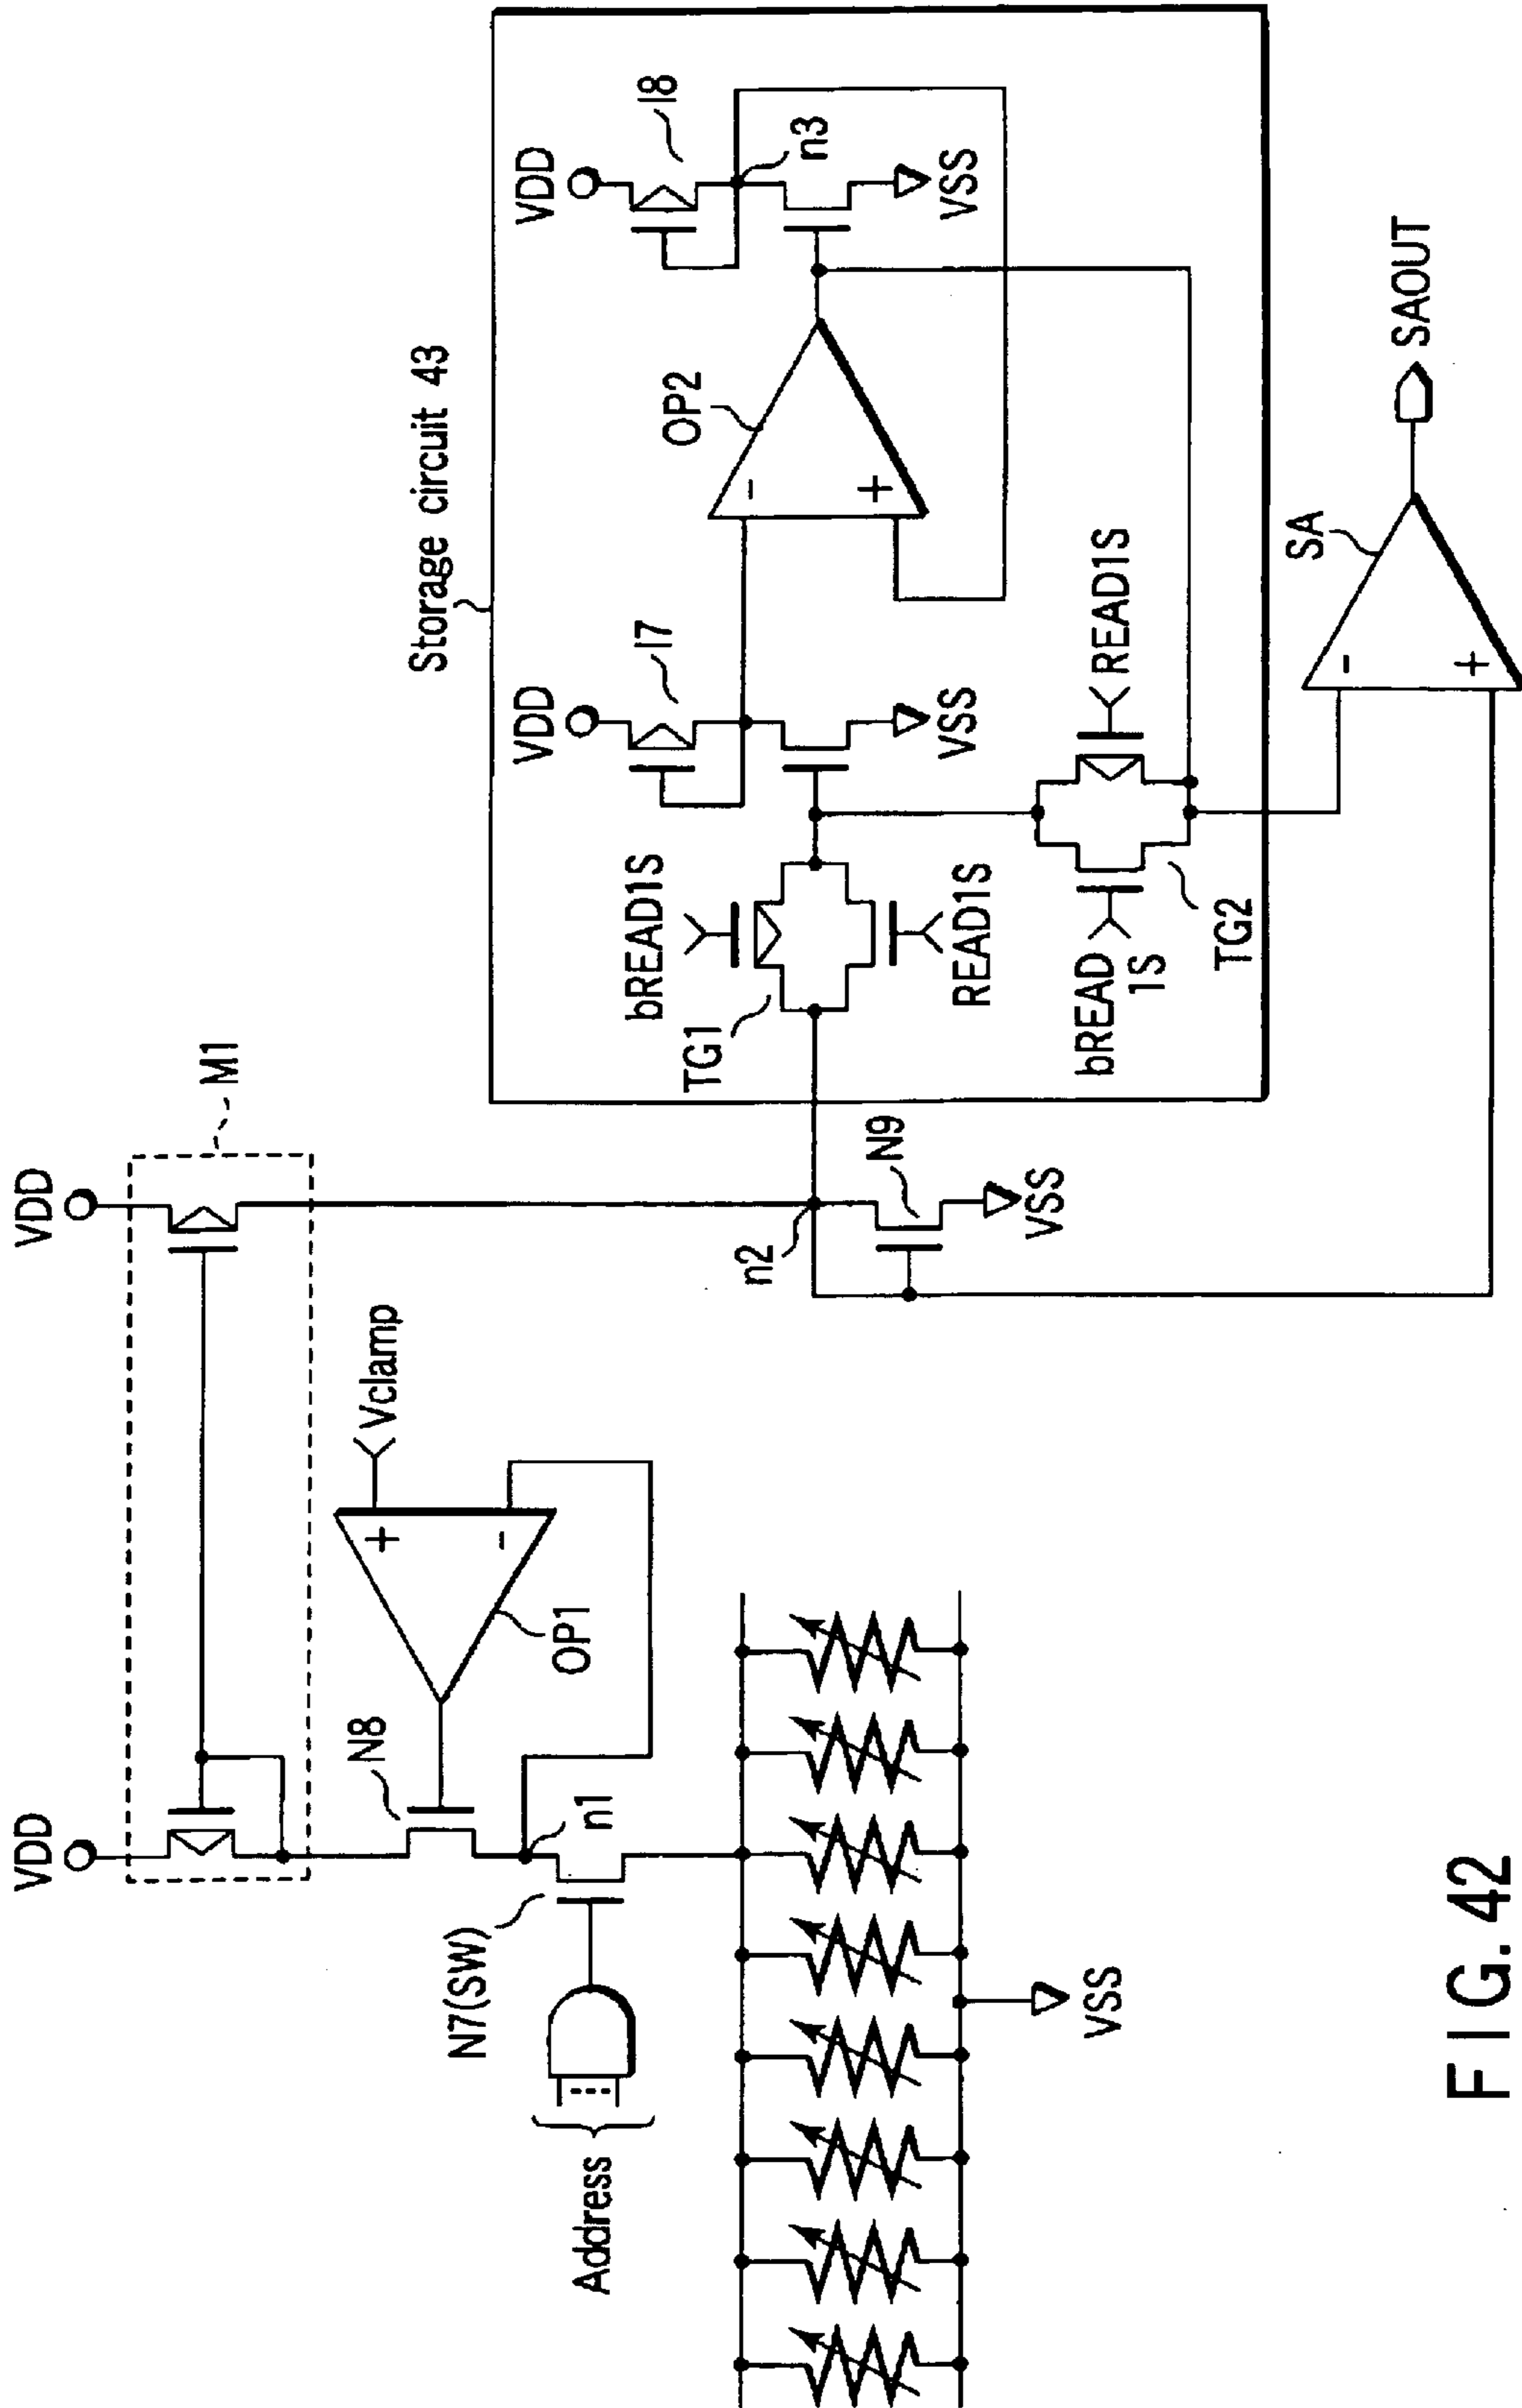 VDD
VDD
M1
N8
Vclamp
+
-
OP1
n1
N7(SW)
Address
VSS
n2
N9
VSS
Storage circuit 43
VDD
I7
VDD
I8
n3
OP2
-
+
VSS
VSS
bREAD1S
TG1
READ1S
bREAD
1S
READ1S
TG2
SA
-
+
SAOUT
FIG. 42